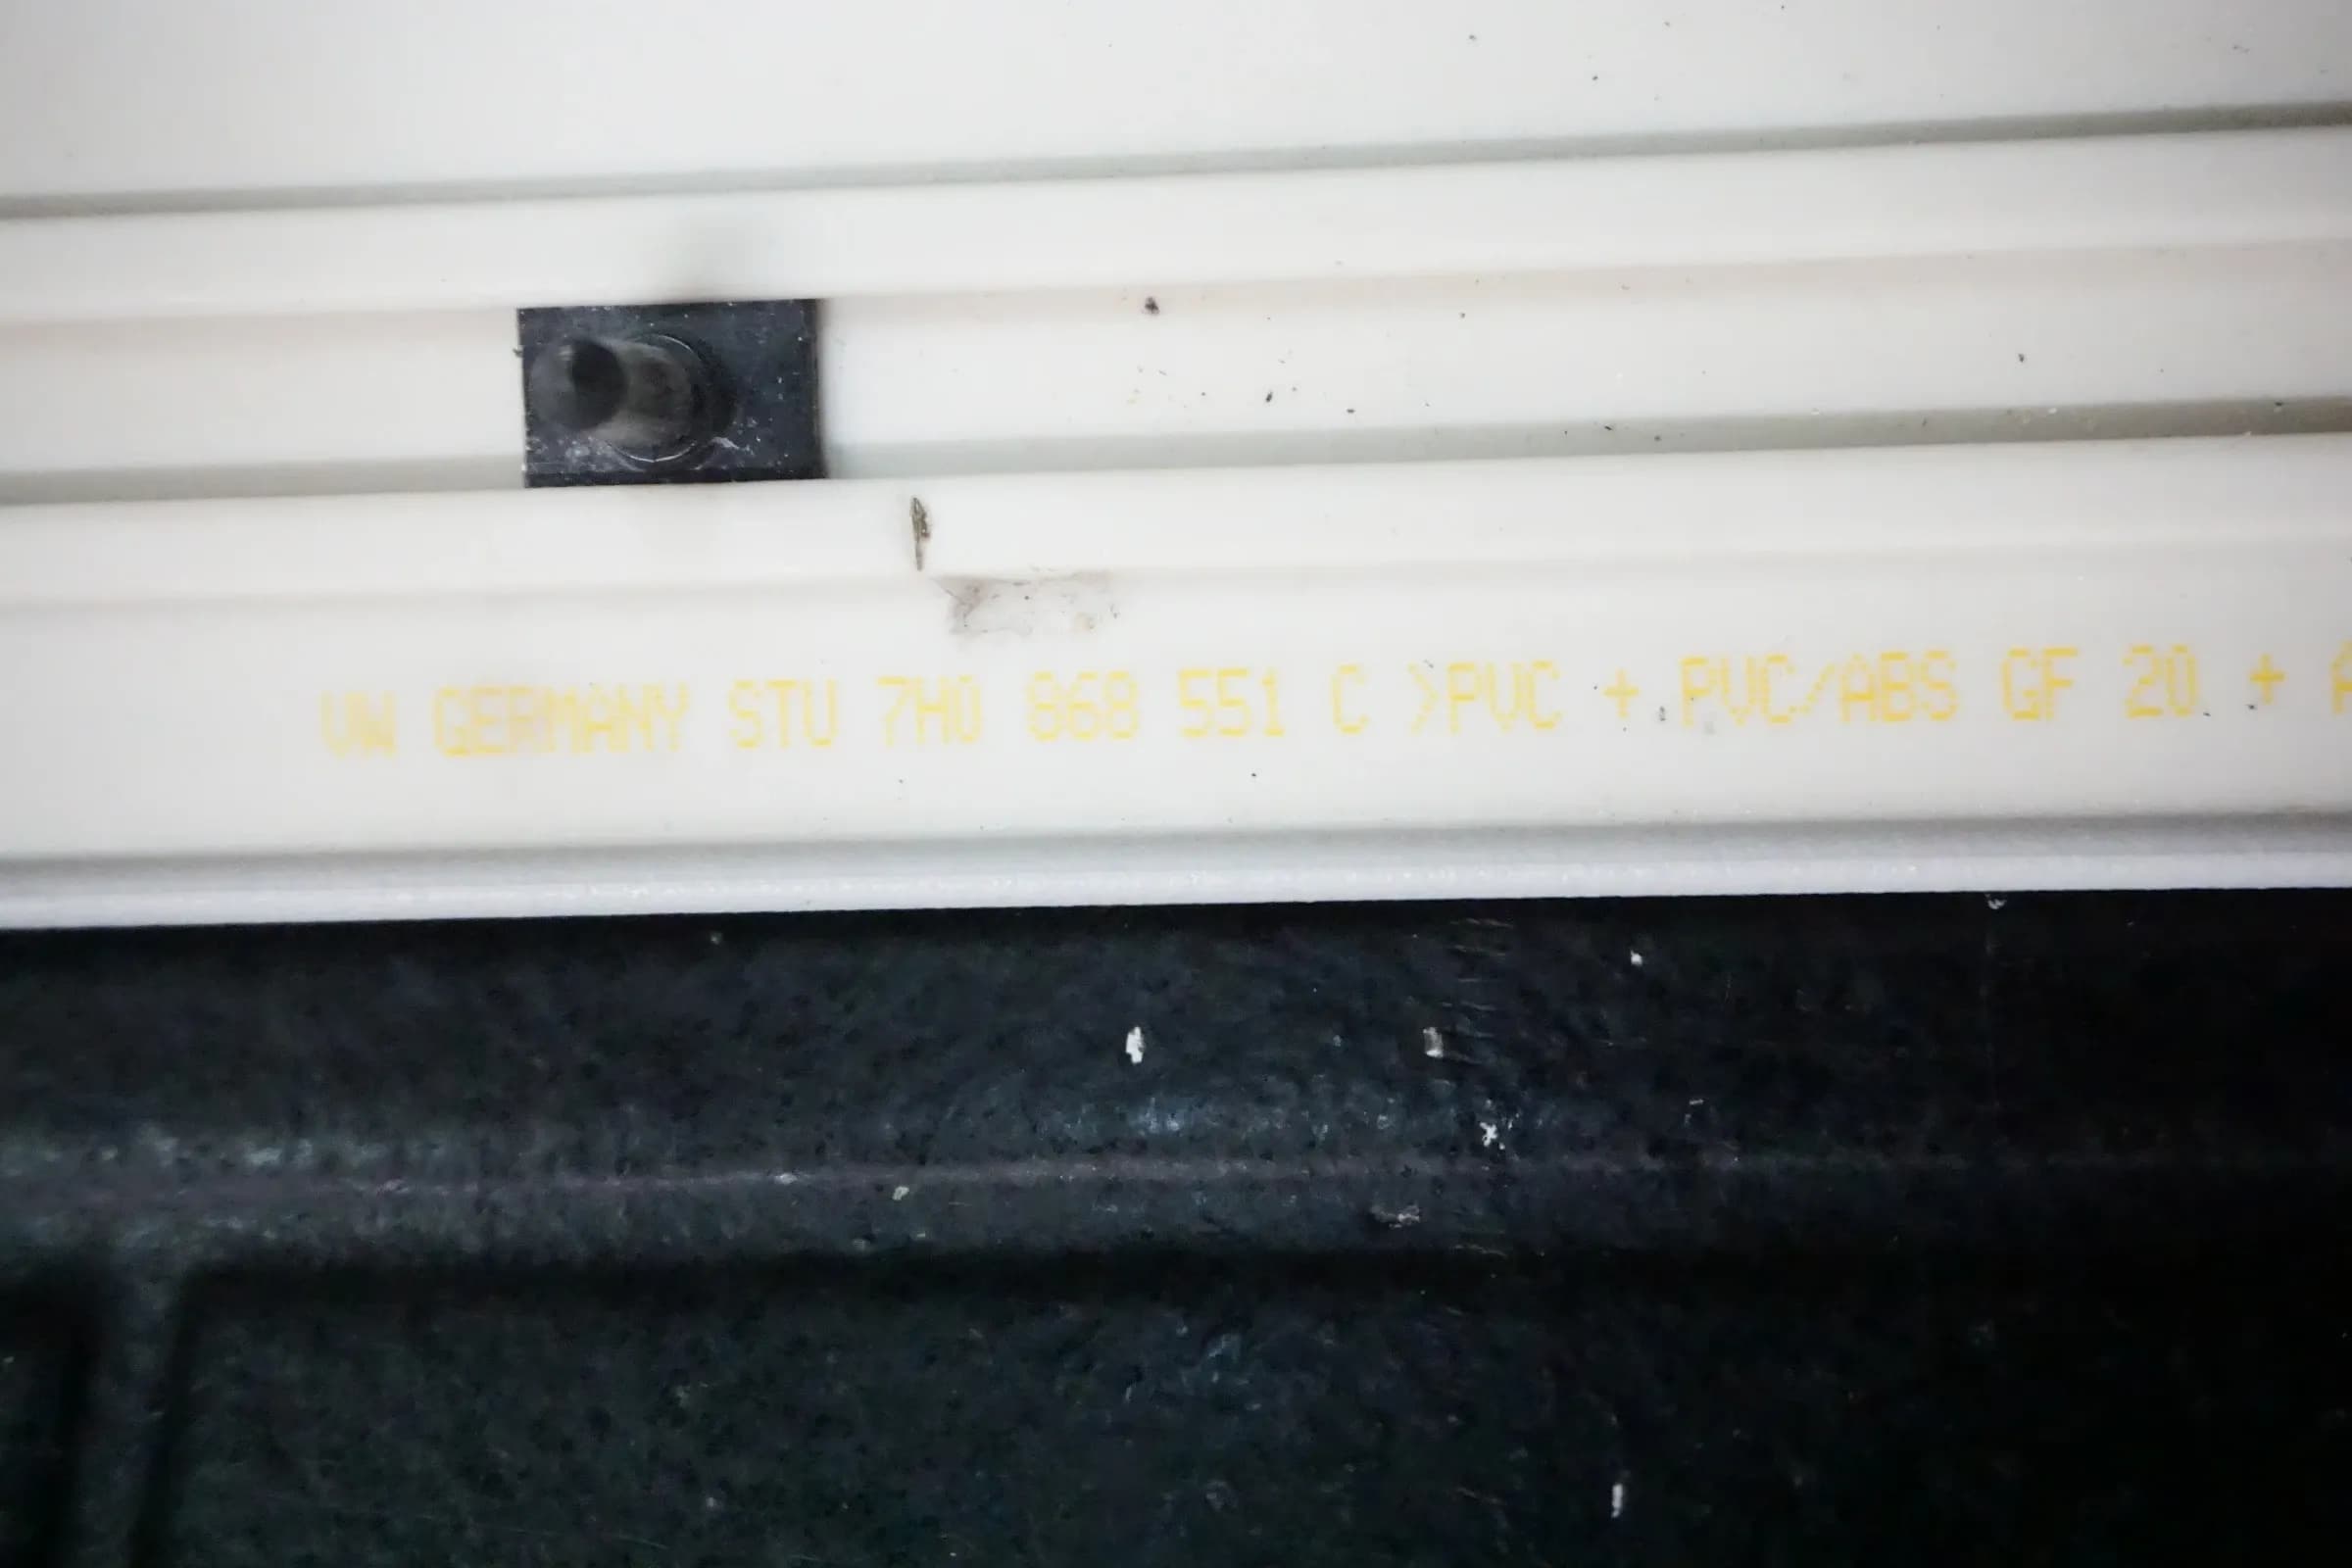 VW GERMANY STU 7H0 868 551 C >PVC + PVC/ABS GF 20 +